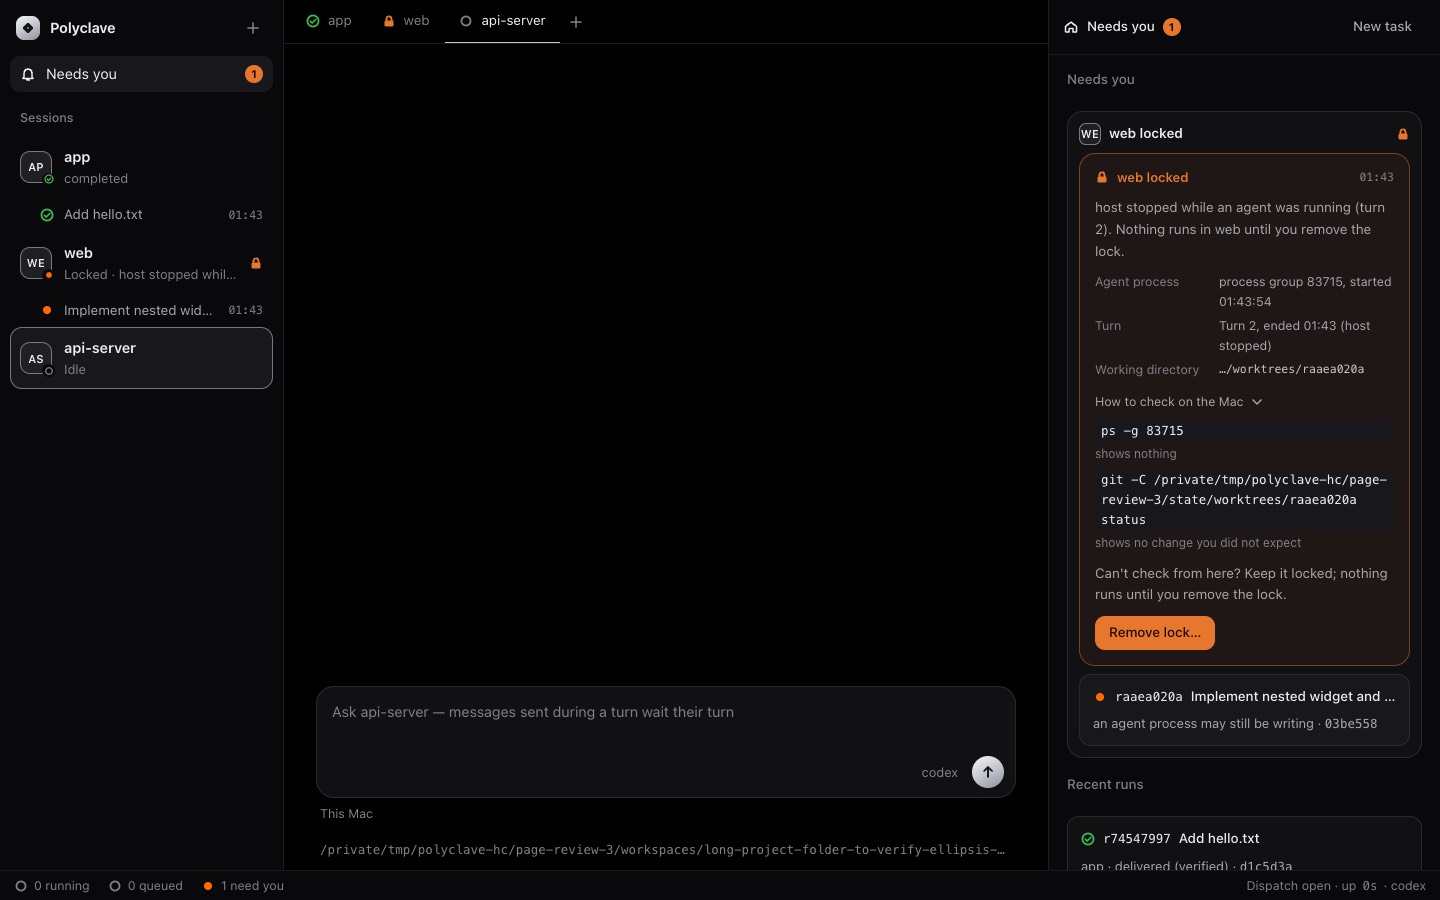 Polyclave
Needs you 1
Sessions
AP app
completed
Add hello.txt 01:43
WE web
Locked · host stopped whil…
Implement nested wid… 01:43
AS api-server
Idle
app web api-server
Ask api-server — messages sent during a turn wait their turn
codex
This Mac
/private/tmp/polyclave-hc/page-review-3/workspaces/long-project-folder-to-verify-ellipsis-…
Needs you 1 New task
Needs you
WE web locked
web locked 01:43
host stopped while an agent was running (turn
2). Nothing runs in web until you remove the
lock.
Agent process process group 83715, started
01:43:54
Turn Turn 2, ended 01:43 (host
stopped)
Working directory …/worktrees/raaea020a
How to check on the Mac
ps -g 83715
shows nothing
git -C /private/tmp/polyclave-hc/page-
review-3/state/worktrees/raaea020a
status
shows no change you did not expect
Can't check from here? Keep it locked; nothing
runs until you remove the lock.
Remove lock…
raaea020a Implement nested widget and …
an agent process may still be writing · 03be558
Recent runs
r74547997 Add hello.txt
app · delivered (verified) · d1c5d3a
0 running 0 queued 1 need you
Dispatch open · up 0s · codex